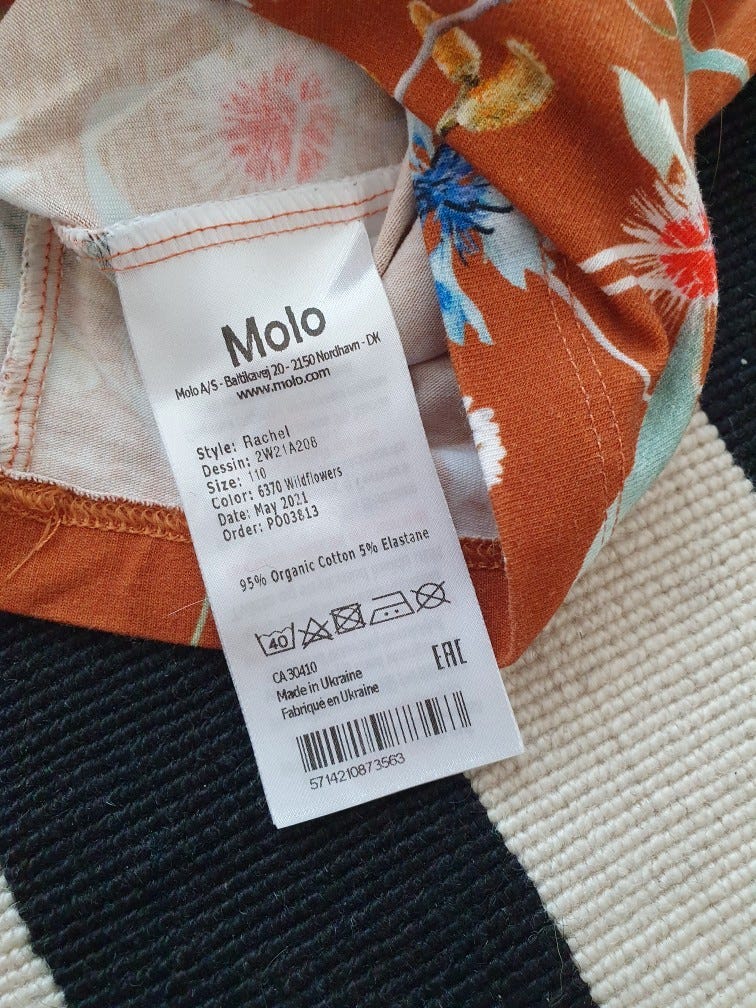 Molo
Molo A/S - Baltikavej 20 - 2150 Nordhavn - DK
www.molo.com
Style: Rachel
Dessin: 2W21A206
Size: 110
Color: 6370 Wildflowers
Date: May 2021
Order: PO03813
95% Organic Cotton 5% Elastane
40
CA 30410
EAC
Made in Ukraine
Fabriqué en Ukraine
5714210873563